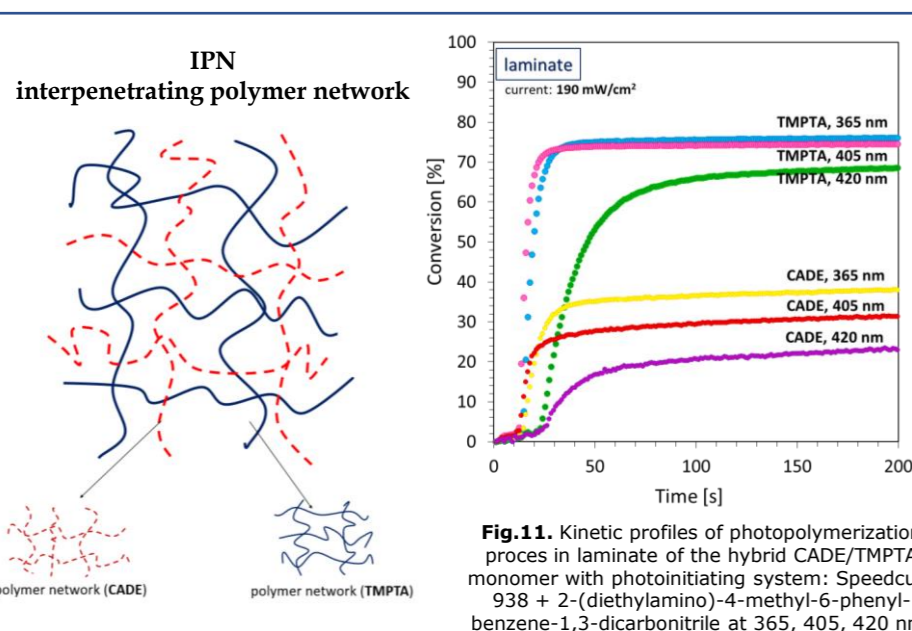 IPN
interpenetrating polymer network
polymer network (CADE)
polymer network (TMPTA)
100
90
80
70
60
50
40
30
20
10
0
Conversion [%]
laminate
current: 190 mW/cm²
TMPTA, 365 nm
TMPTA, 405 nm
TMPTA, 420 nm
CADE, 365 nm
CADE, 405 nm
CADE, 420 nm
0 50 100 150 200
Time [s]
Fig.11. Kinetic profiles of photopolymerization
proces in laminate of the hybrid CADE/TMPTA
monomer with photoinitiating system: Speedcu
938 + 2-(diethylamino)-4-methyl-6-phenyl-
benzene-1,3-dicarbonitrile at 365, 405, 420 nm